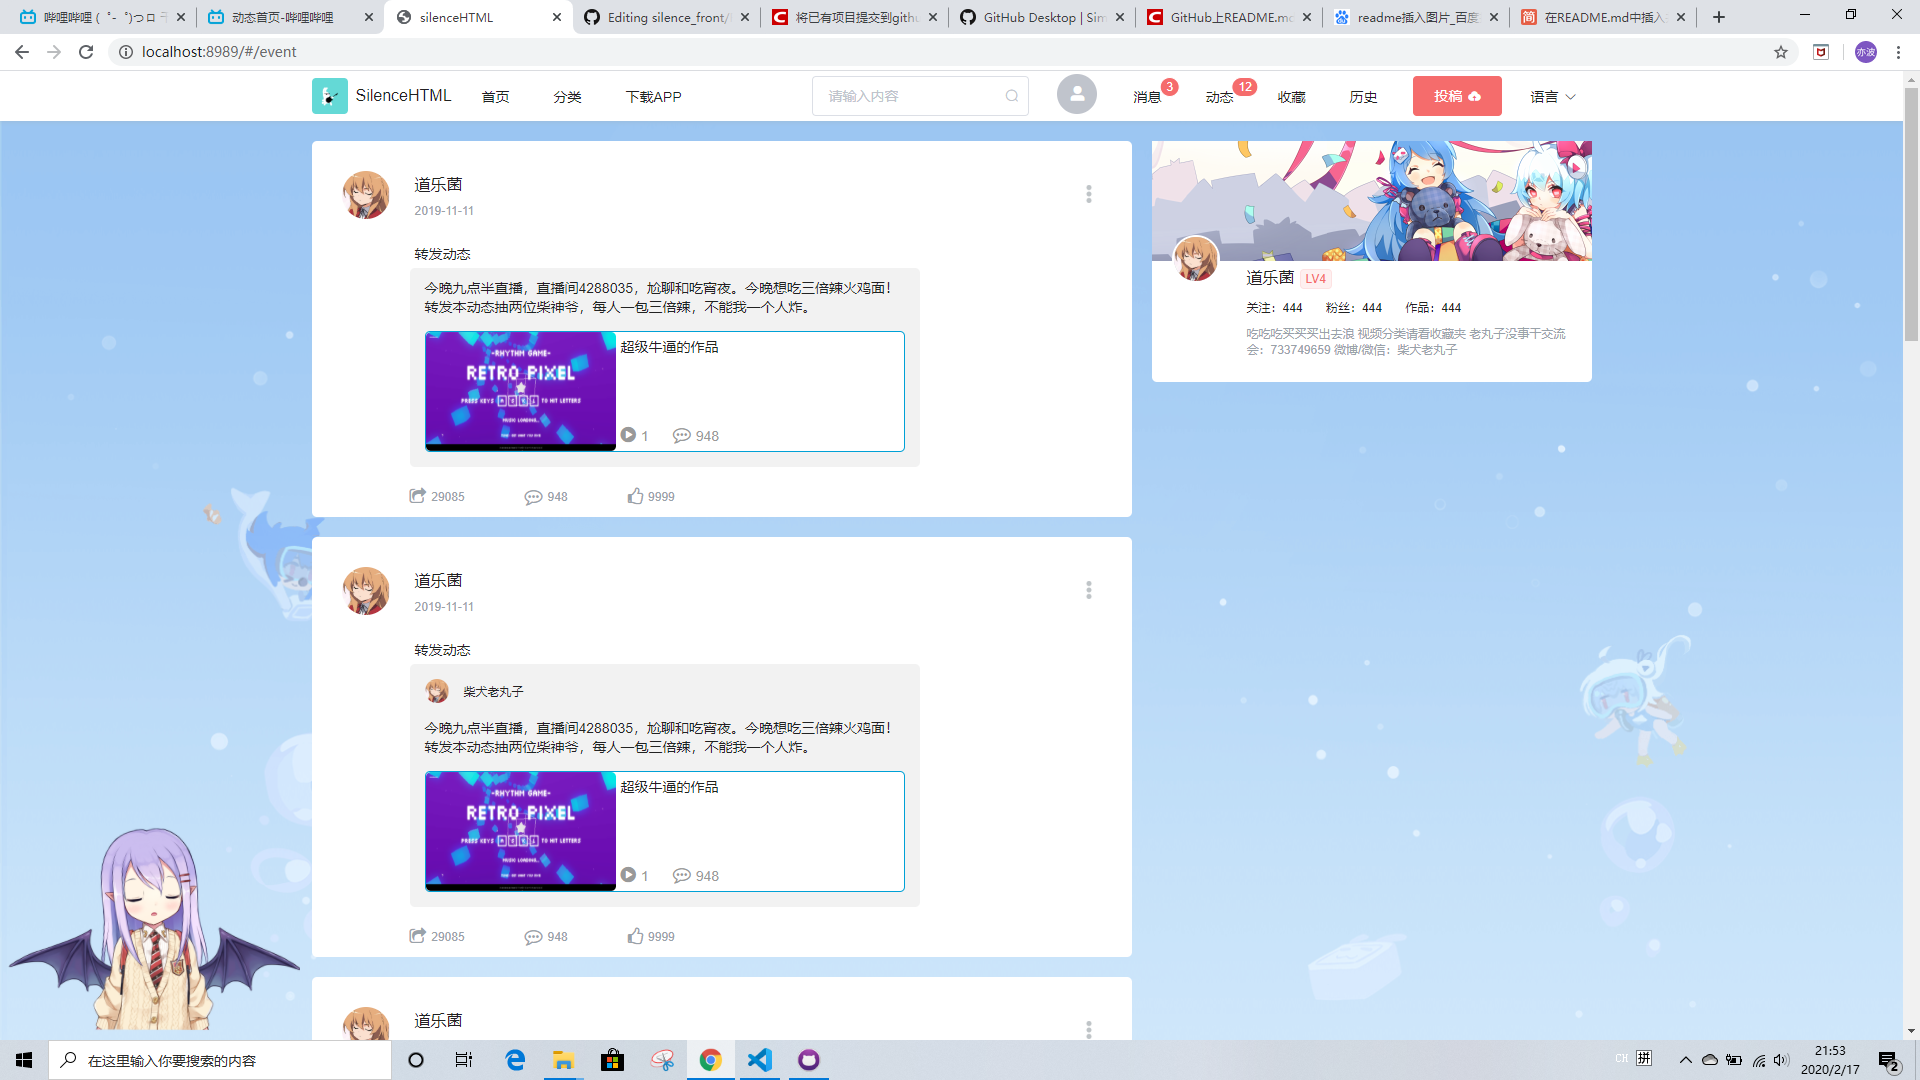 哔哩哔哩 ( ゜- ゜)つロ 干
动态首页-哔哩哔哩
silenceHTML
Editing silence_front/
将已有项目提交到githu
GitHub Desktop | Sim
GitHub上README.md
readme插入图片_百度
在README.md中插入
localhost:8989/#/event
亦波
SilenceHTML
首页
分类
下载APP
请输入内容
消息
3
动态
12
收藏
历史
投稿
语言
道乐菌
2019-11-11
转发动态
今晚九点半直播，直播间4288035，尬聊和吃宵夜。今晚想吃三倍辣火鸡面！
转发本动态抽两位柴神爷，每人一包三倍辣，不能我一个人炸。
-RHYTHM GAME-
RETRO PIXEL
PRESS KEYS
TO HIT LETTERS
超级牛逼的作品
1
948
29085
948
9999
道乐菌
2019-11-11
转发动态
柴犬老丸子
今晚九点半直播，直播间4288035，尬聊和吃宵夜。今晚想吃三倍辣火鸡面！
转发本动态抽两位柴神爷，每人一包三倍辣，不能我一个人炸。
-RHYTHM GAME-
RETRO PIXEL
PRESS KEYS
TO HIT LETTERS
超级牛逼的作品
1
948
29085
948
9999
道乐菌
道乐菌 LV4
关注：444 粉丝：444 作品：444
吃吃吃买买买出去浪 视频分类请看收藏夹 老丸子没事干交流
会：733749659 微博/微信：柴犬老丸子
在这里输入你要搜索的内容
CH
拼
21:53
2020/2/17
2